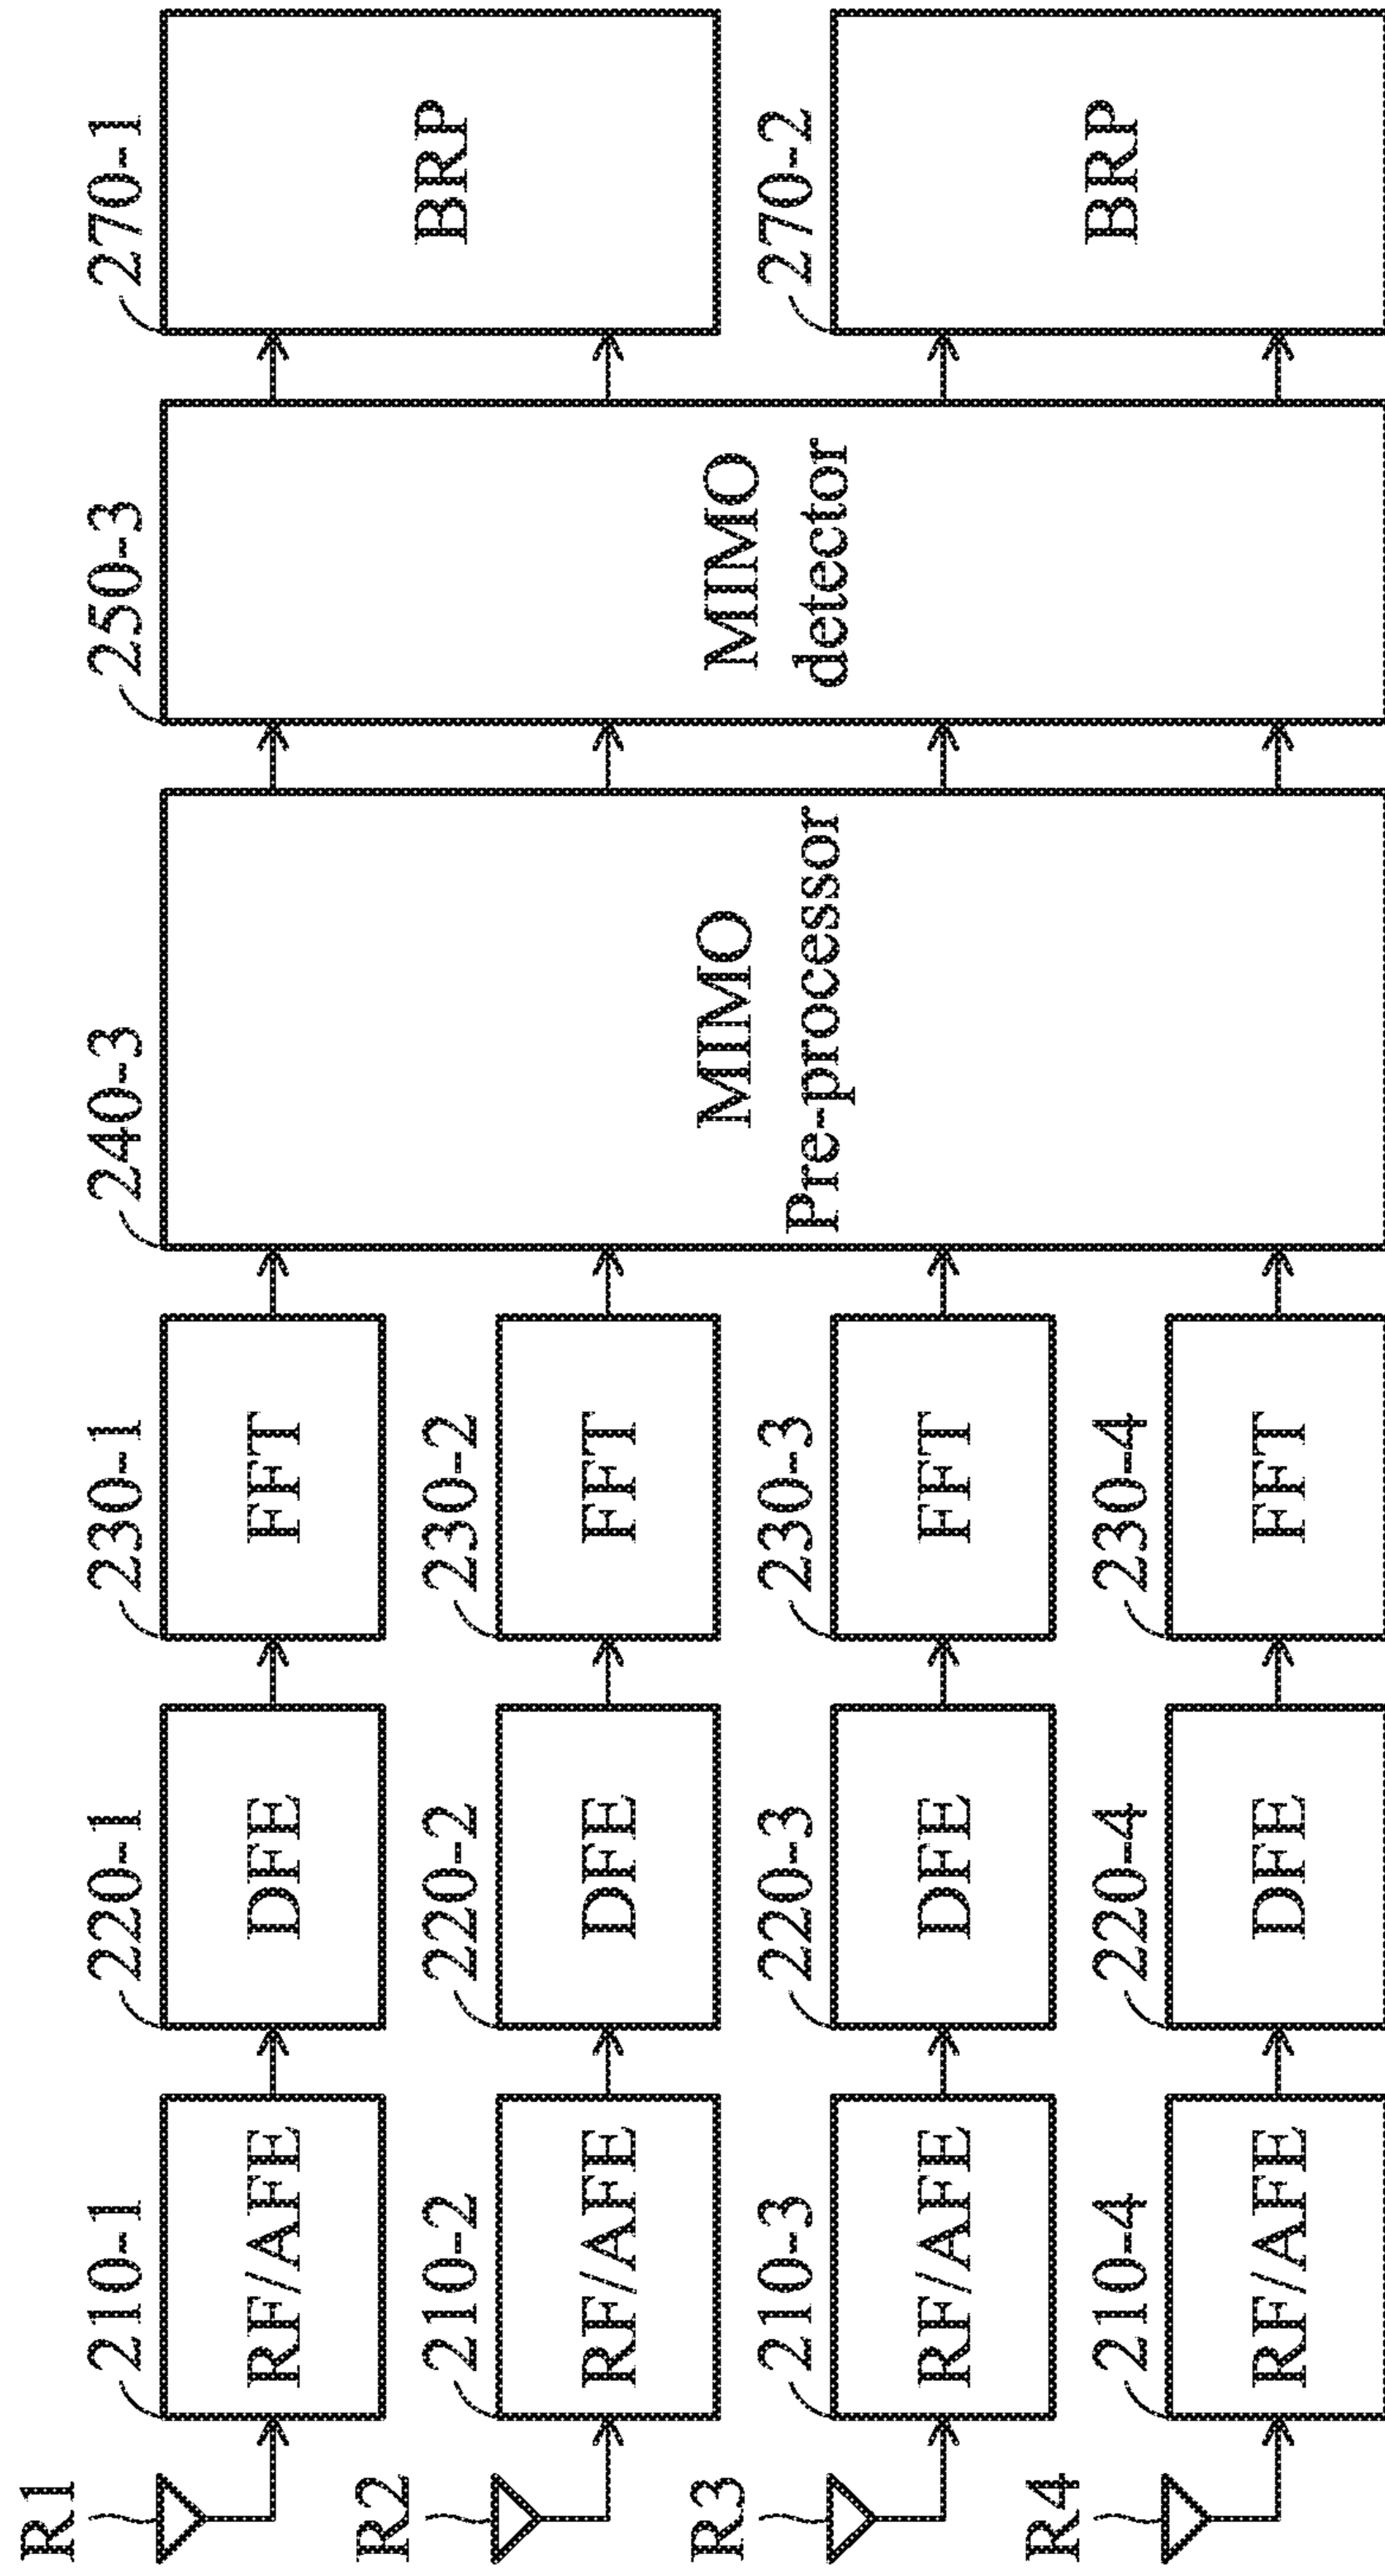 R1
210-1
RF/AFE
220-1
DFE
230-1
FFT
240-3
MIMO
Pre-processor
250-3
MIMO
detector
270-1
BRP
R2
210-2
RF/AFE
220-2
DFE
230-2
FFT
R3
210-3
RF/AFE
220-3
DFE
230-3
FFT
270-2
BRP
R4
210-4
RF/AFE
220-4
DFE
230-4
FFT